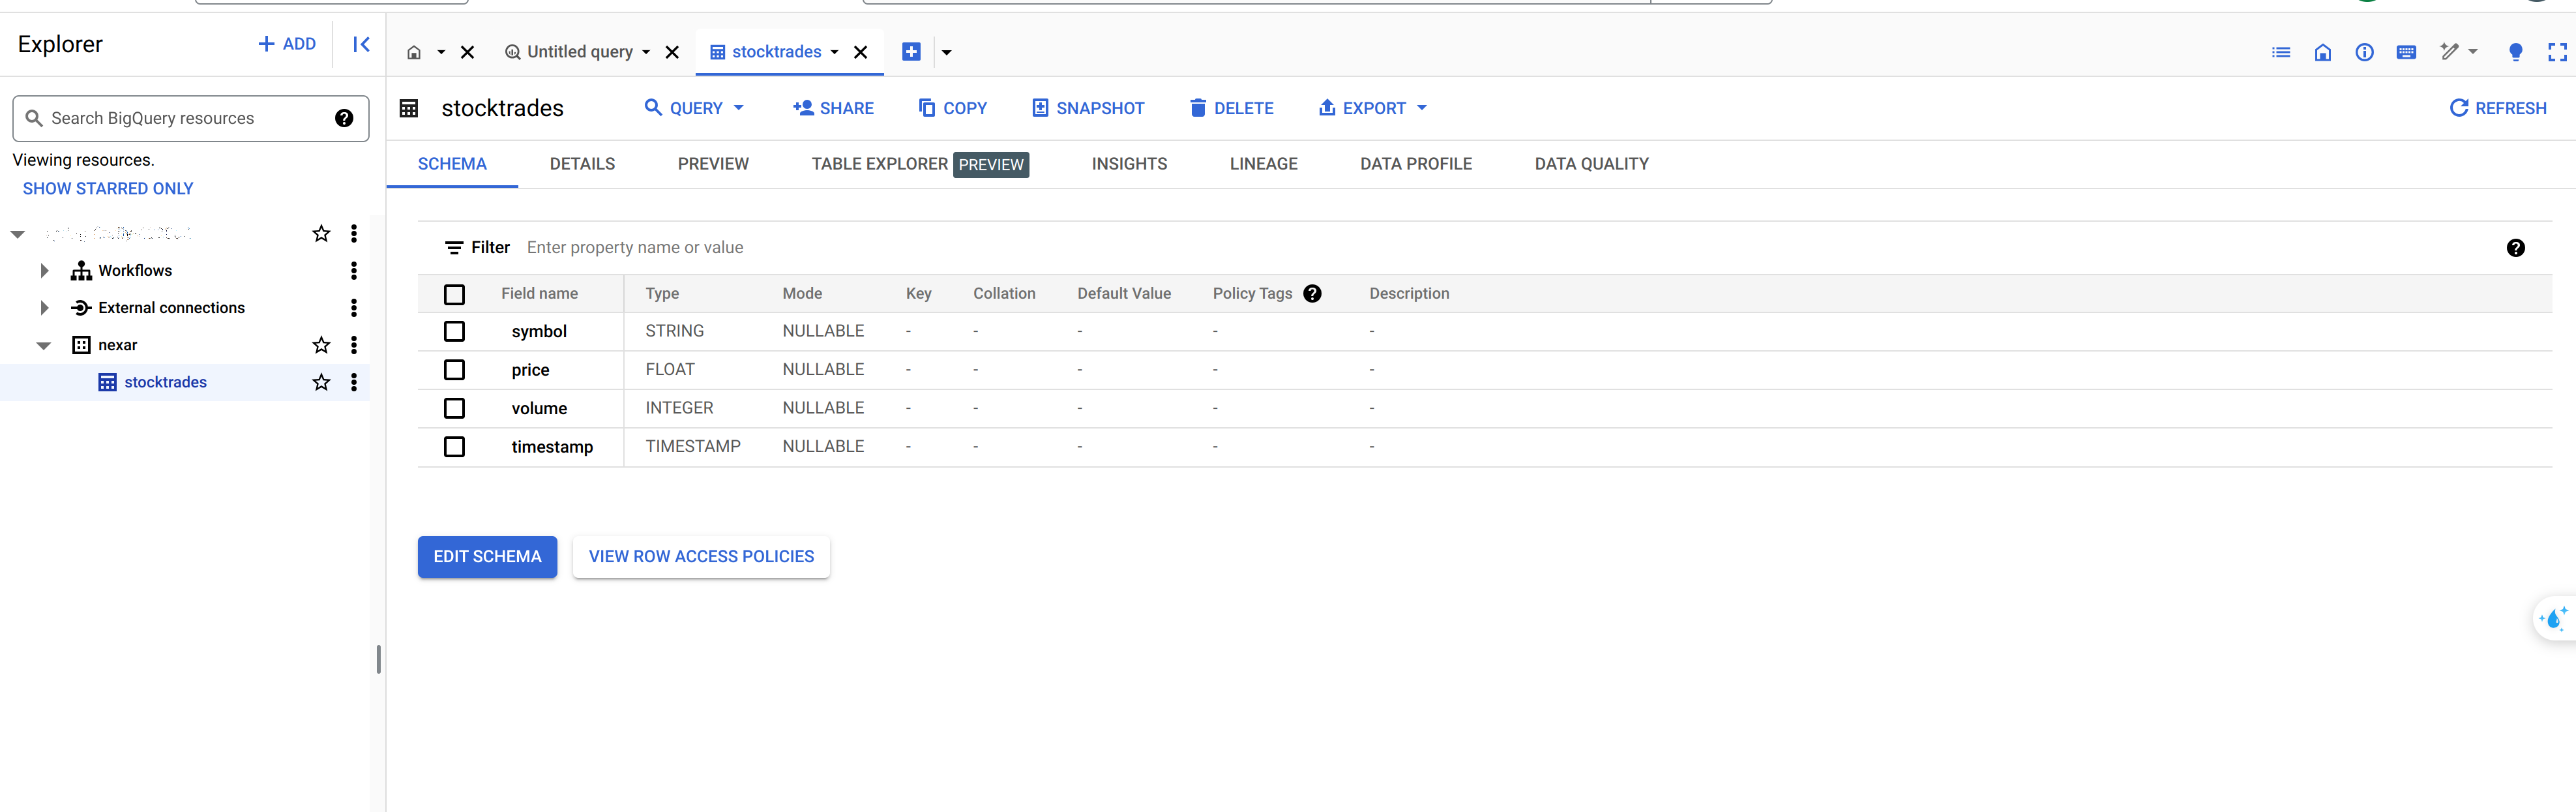 Explorer
ADD
Untitled query
stocktrades
Search BigQuery resources
stocktrades
QUERY
SHARE
COPY
SNAPSHOT
DELETE
EXPORT
REFRESH
Viewing resources.
SHOW STARRED ONLY
SCHEMA
DETAILS
PREVIEW
TABLE EXPLORER PREVIEW
INSIGHTS
LINEAGE
DATA PROFILE
DATA QUALITY
Workflows
External connections
nexar
stocktrades
Filter Enter property name or value
Field name Type Mode Key Collation Default Value Policy Tags Description
symbol STRING NULLABLE - - - - -
price FLOAT NULLABLE - - - - -
volume INTEGER NULLABLE - - - - -
timestamp TIMESTAMP NULLABLE - - - - -
EDIT SCHEMA
VIEW ROW ACCESS POLICIES